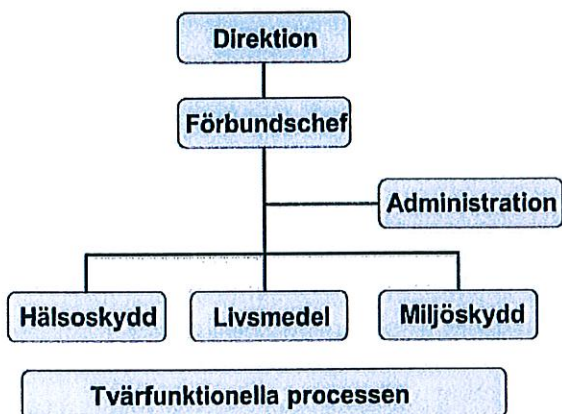 Direktion
Förbundschef
Administration
Hälsoskydd
Livsmedel
Miljöskydd
Tvärfunktionella processen